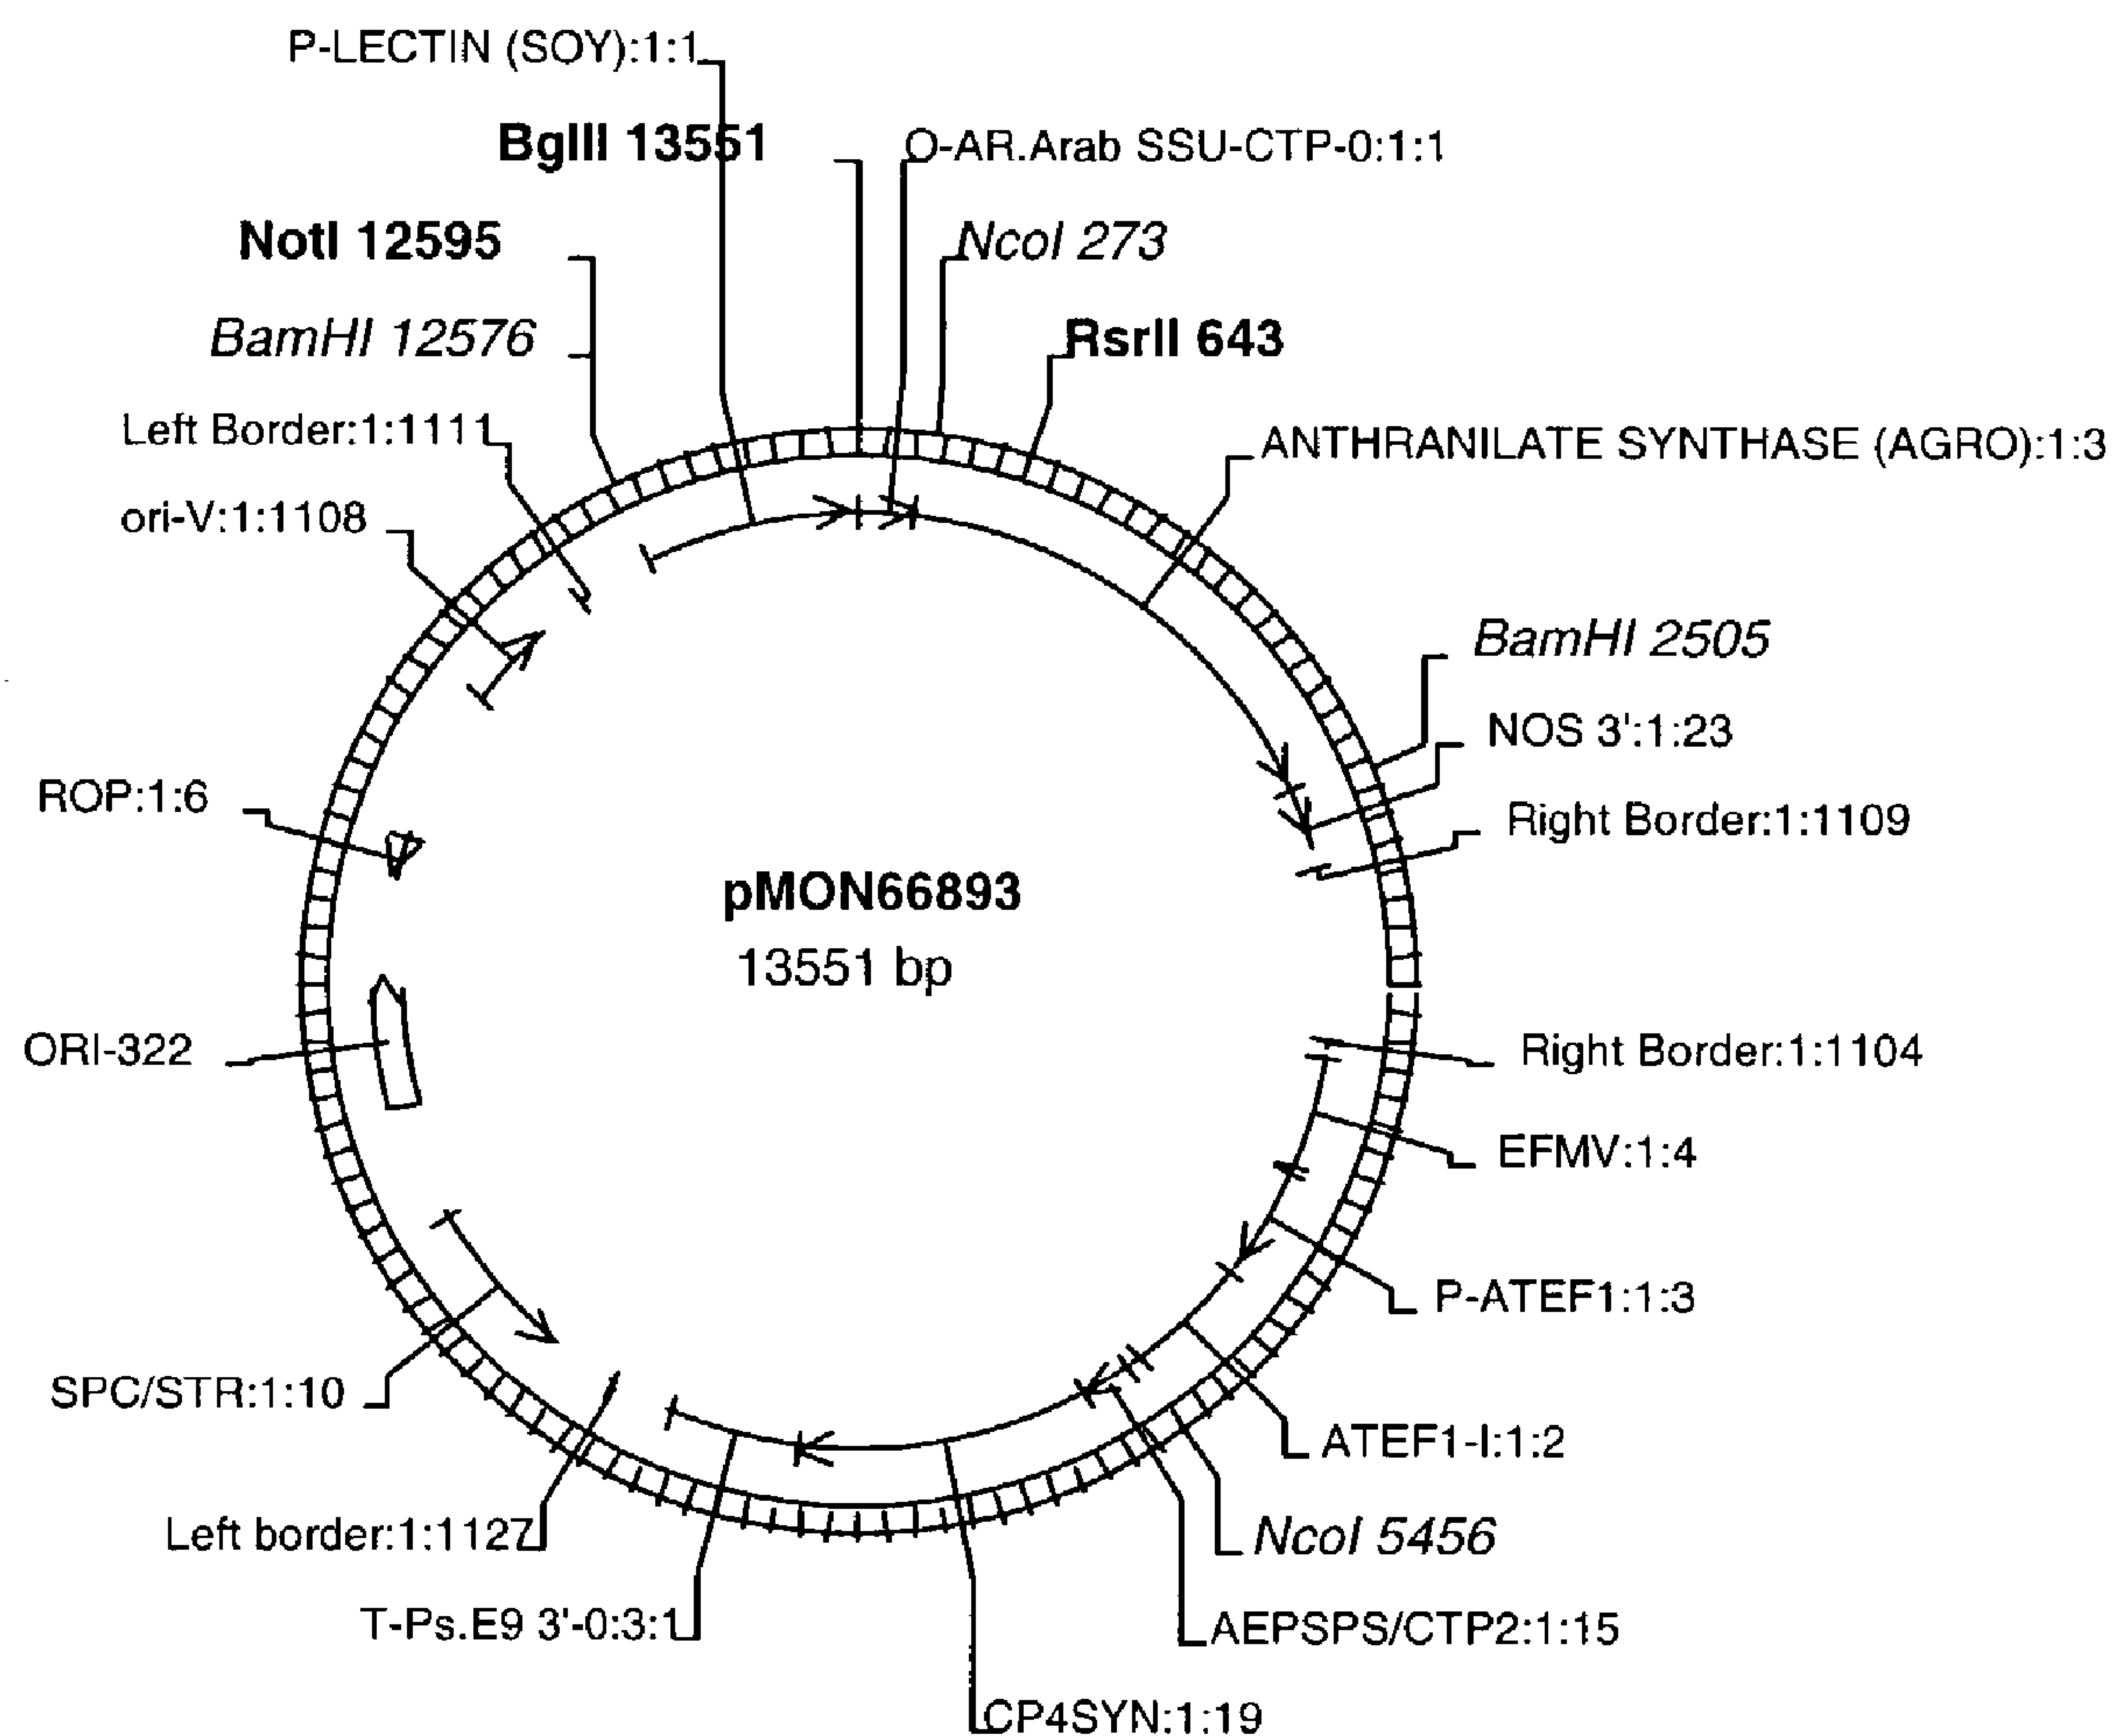 P-LECTIN (SOY):1:1
BglII 13551
O-AR.Arab SSU-CTP-0:1:1
NotI 12595
NcoI 273
BamHI 12576
RsrII 643
Left Border:1:1111
ANTHRANILATE SYNTHASE (AGRO):1:3
ori-V:1:1108
BamHI 2505
NOS 3':1:23
ROP:1:6
Right Border:1:1109
pMON66893
13551 bp
ORI-322
Right Border:1:1104
EFMV:1:4
P-ATEF1:1:3
SPC/STR:1:10
ATEF1-I:1:2
Left border:1:1127
NcoI 5456
T-Ps.E9 3'-0:3:1
AEPSPS/CTP2:1:15
CP4SYN:1:19